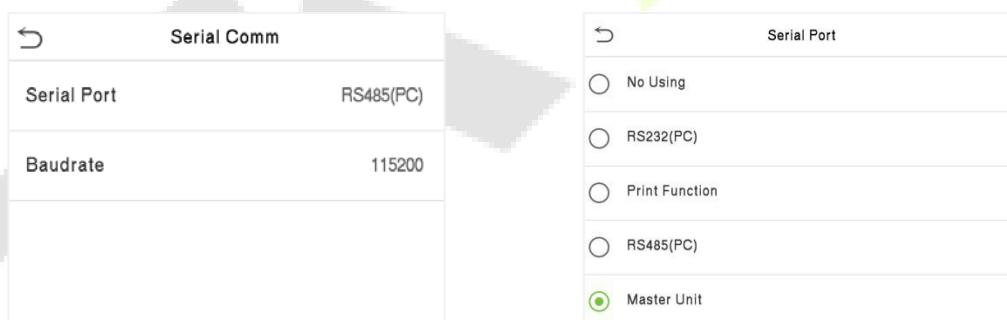 Serial Comm
Serial Port RS485(PC)
Baudrate 115200
Serial Port
No Using
RS232(PC)
Print Function
RS485(PC)
Master Unit